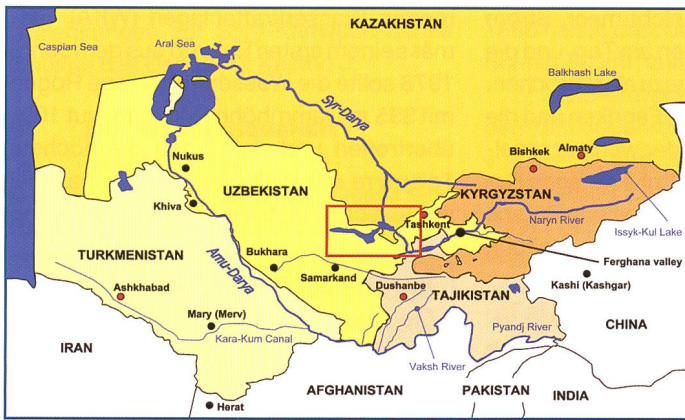 KAZAKHSTAN
Caspian Sea
Aral Sea
Balkhash Lake
Syr-Darya
Nukus
Bishkek
Almaty
UZBEKISTAN
KYRGYZSTAN
Khiva
Tashkent
Naryn River
Issyk-Kul Lake
TURKMENISTAN
Bukhara
Amu-Darya
Samarkand
Ferghana valley
Ashkhabad
Dushanbe
TAJIKISTAN
Kashi (Kashgar)
Mary (Merv)
Kara-Kum Canal
Pyandj River
CHINA
IRAN
Vaksh River
AFGHANISTAN
PAKISTAN
INDIA
Herat